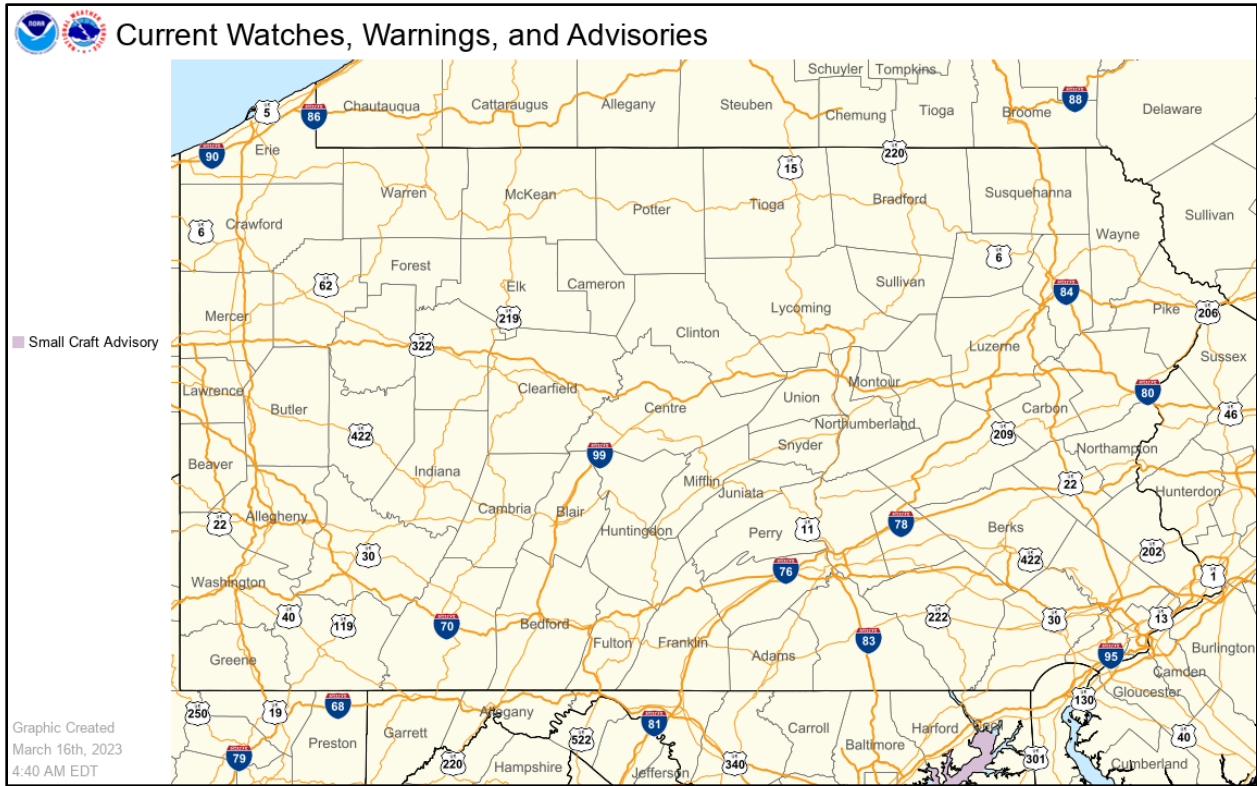 NOAA
Current Watches, Warnings, and Advisories
Schuyler Tompkins
Chautauqua Cattaraugus Allegany Steuben
Chemung Tioga Broome 88 Delaware
5 86
90 Erie
220
15
Warren McKean Potter Tioga Bradford Susquehanna
6 Crawford Sullivan
Wayne
Forest 6
62 Elk Cameron Sullivan
84
Mercer 219 Lycoming Pike 206
Clinton
Small Craft Advisory
322 Luzerne Sussex
Lawrence Clearfield Montour
Butler Centre Union Carbon 80
46
422 Northumberland 209
Snyder Northampton
99
Beaver Indiana Mifflin
Juniata 22 Hunterdon
Cambria Blair
22 Allegheny Huntingdon Perry 11 78 Berks
30 202
422
76 1
Washington
40 119 70 Bedford 222 30 13
Fulton Franklin 83
Greene Adams 95 Burlington
Camden
Gloucester
250 19 68 Allegany 130
Garrett 81 Carroll Harford Cecil
Graphic Created
Preston 522 40
March 16th, 2023
Baltimore
79 220 Hampshire 340 301 Cumberland
4:40 AM EDT
Jefferson